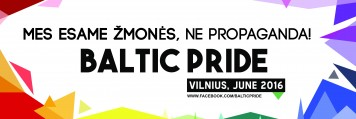 MES ESAME ŽMONĖS, NE PROPAGANDA!
BALTIC PRIDE
VILNIUS, JUNE 2016
WWW.FACEBOOK.COM/BALTICPRIDE